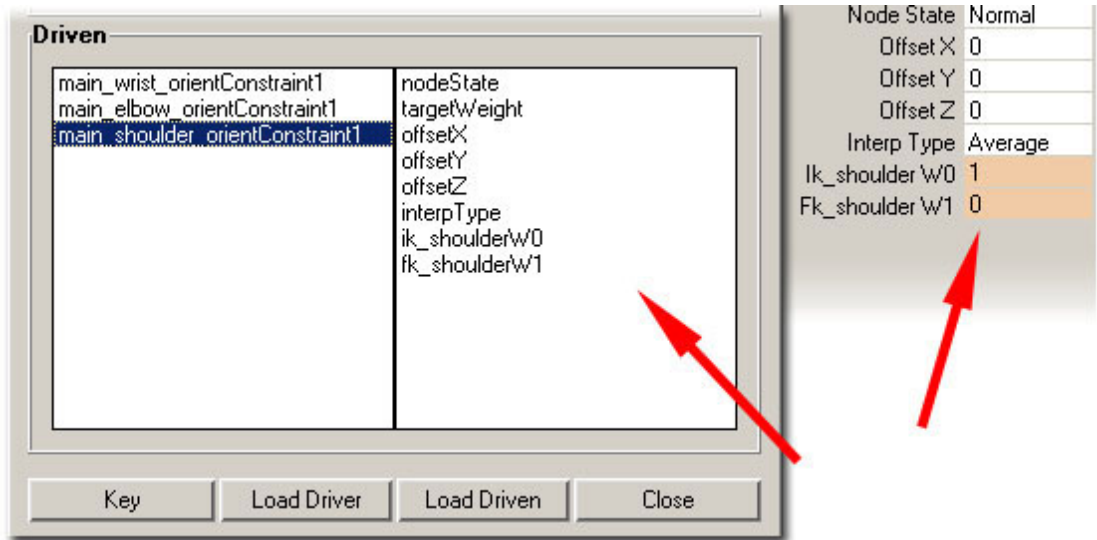 Driven
main_wrist_orientConstraint1
main_elbow_orientConstraint1
main_shoulder_orientConstraint1
nodeState
targetWeight
offsetX
offsetY
offsetZ
interpType
ik_shoulderW0
fk_shoulderW1
Key
Load Driver
Load Driven
Close
Node State Normal
Offset X 0
Offset Y 0
Offset Z 0
Interp Type Average
Ik_shoulder W0 1
Fk_shoulder W1 0